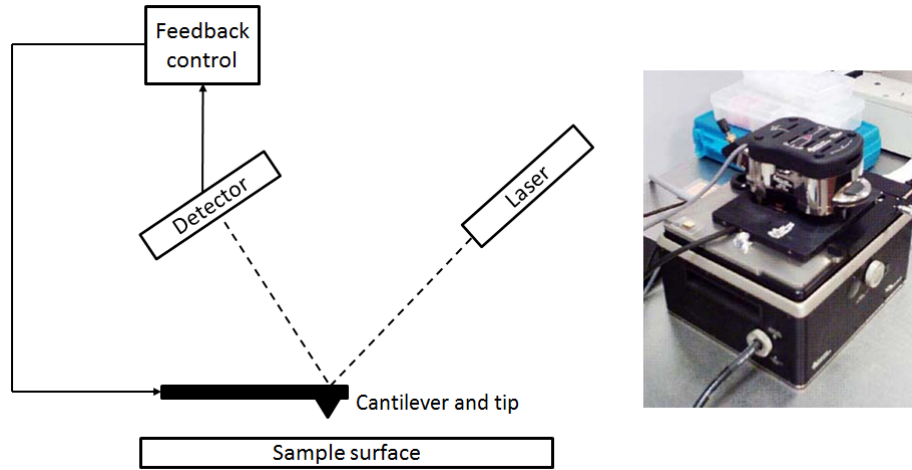 Feedback
control
Detector
Laser
Cantilever and tip
Sample surface